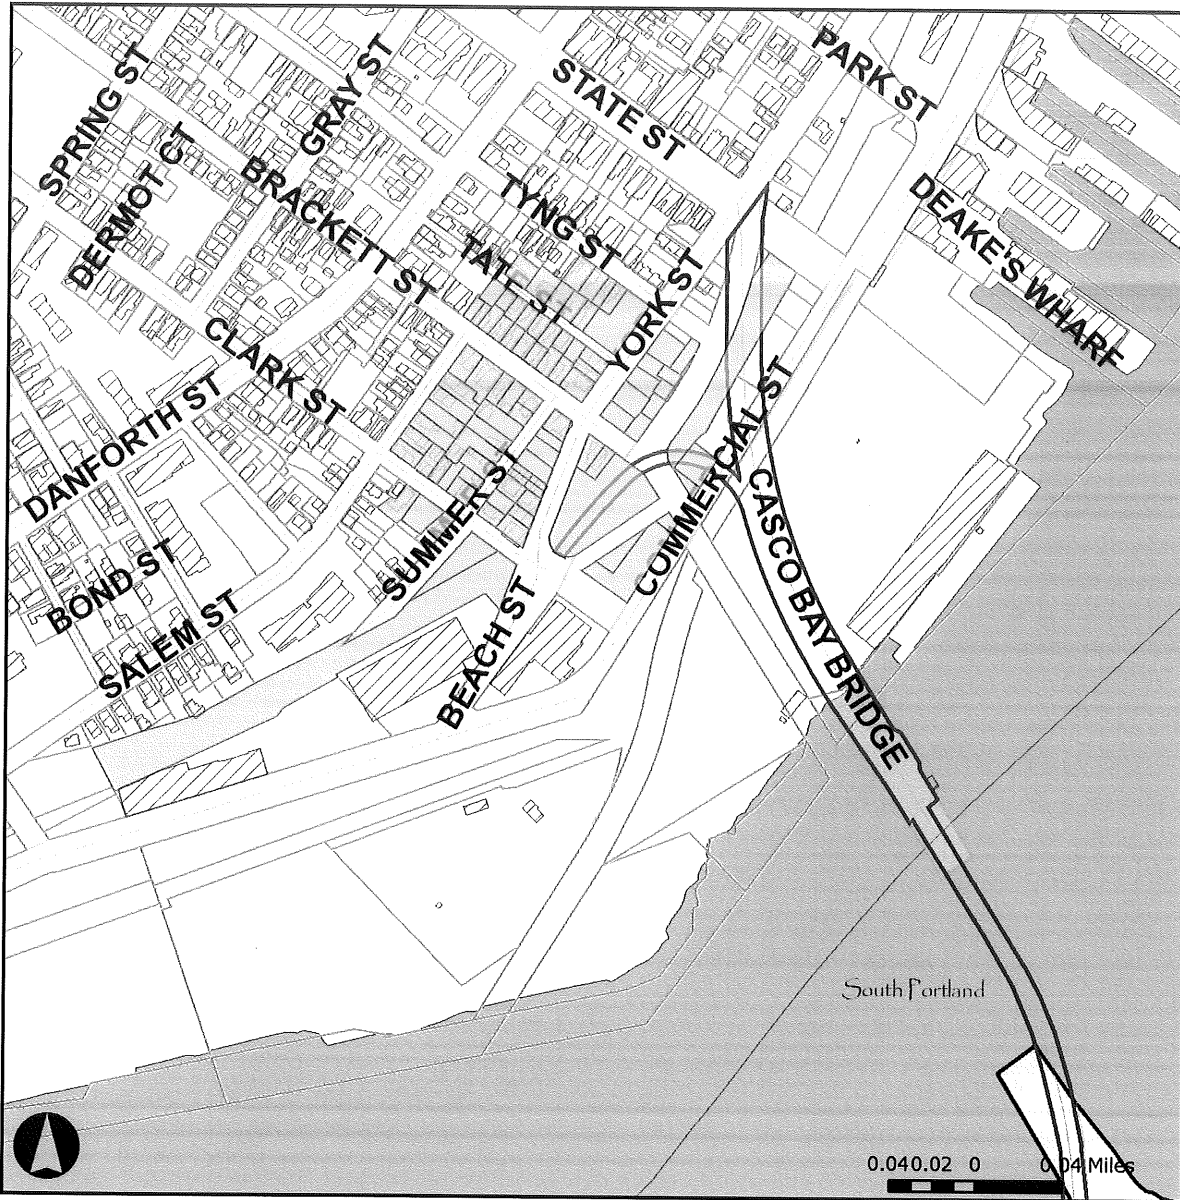 PARK ST
STATE ST
GRAY ST
SPRING ST
DERMOT CT
BRACKETT ST
TYNG ST
TATE ST
YORK ST
DEAKE'S WHARF
CLARK ST
DANFORTH ST
COMMERCIAL ST
SUMMER ST
CASCO BAY BRIDGE
BOND ST
SALEM ST
BEACH ST
South Portland
0.04 0.02 0 0.04 Miles